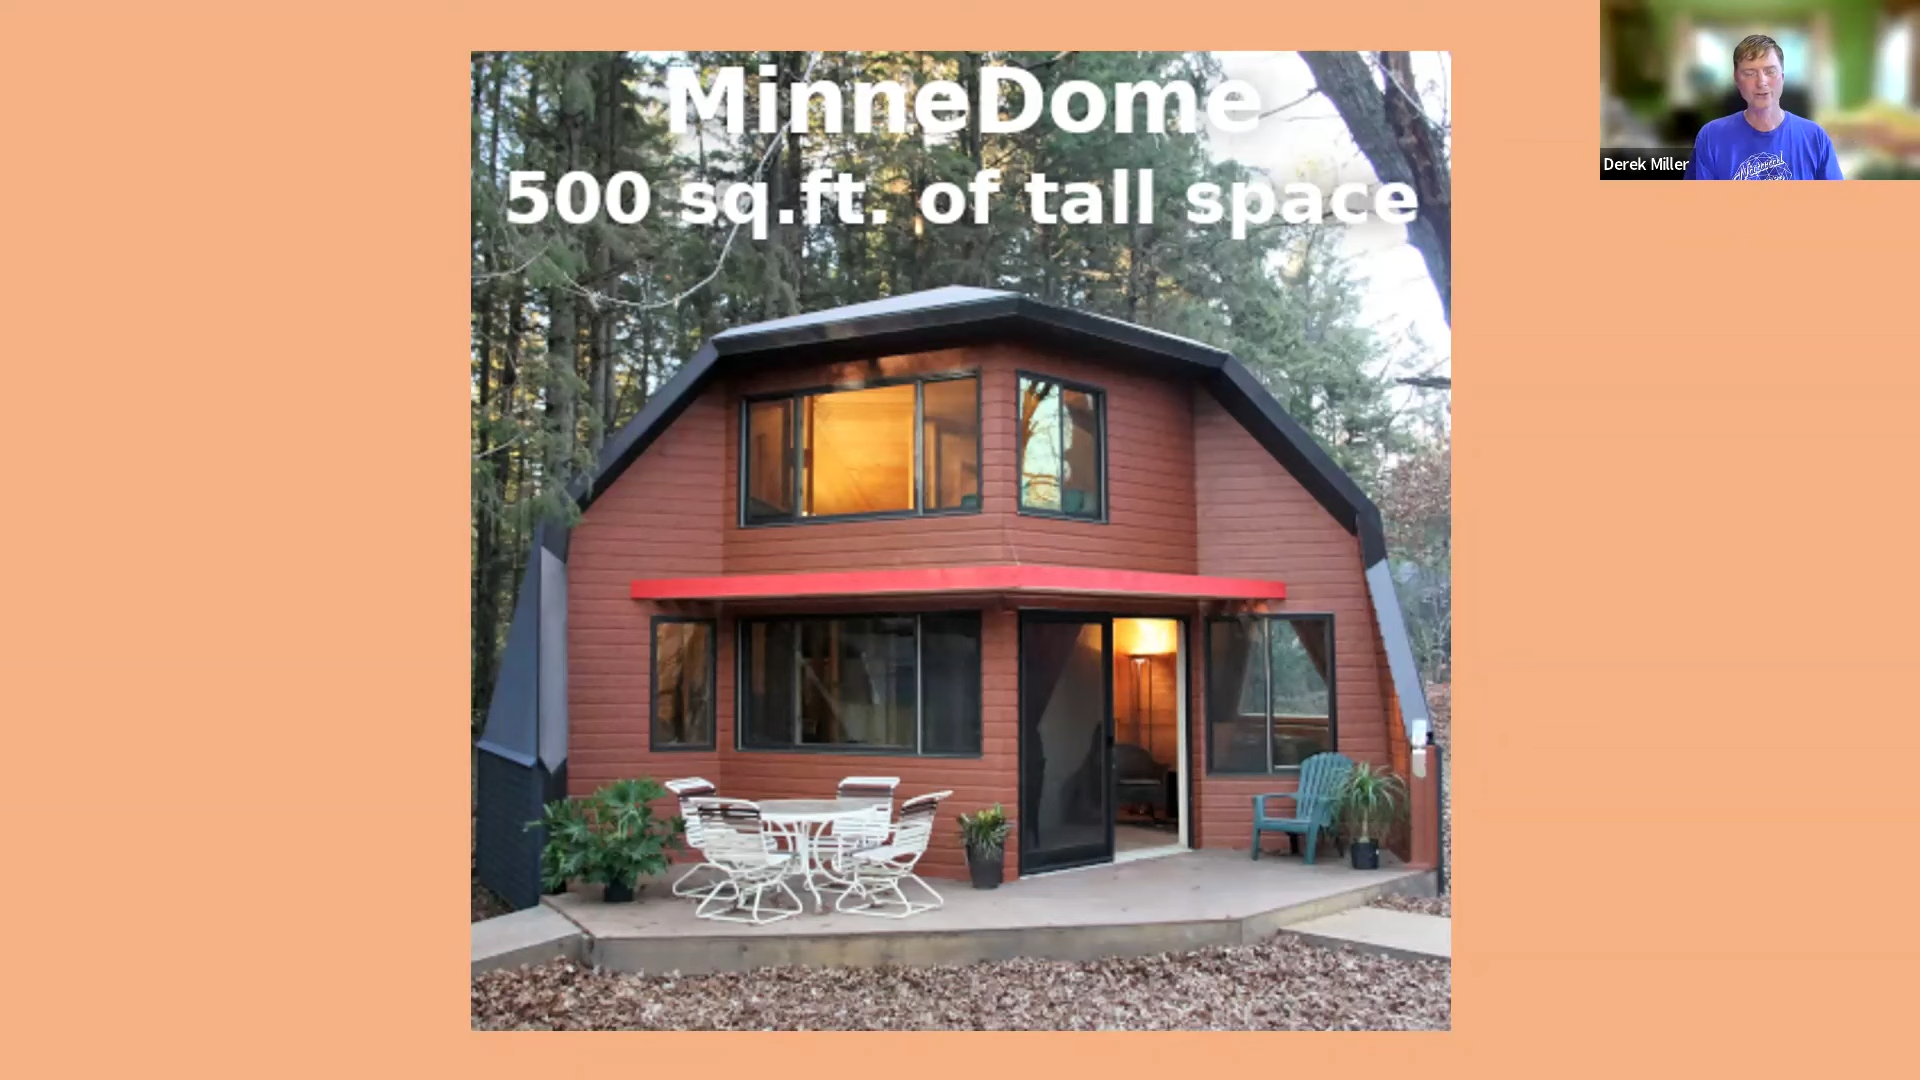 MinneDome
500 sq.ft. of tall space
Derek Miller